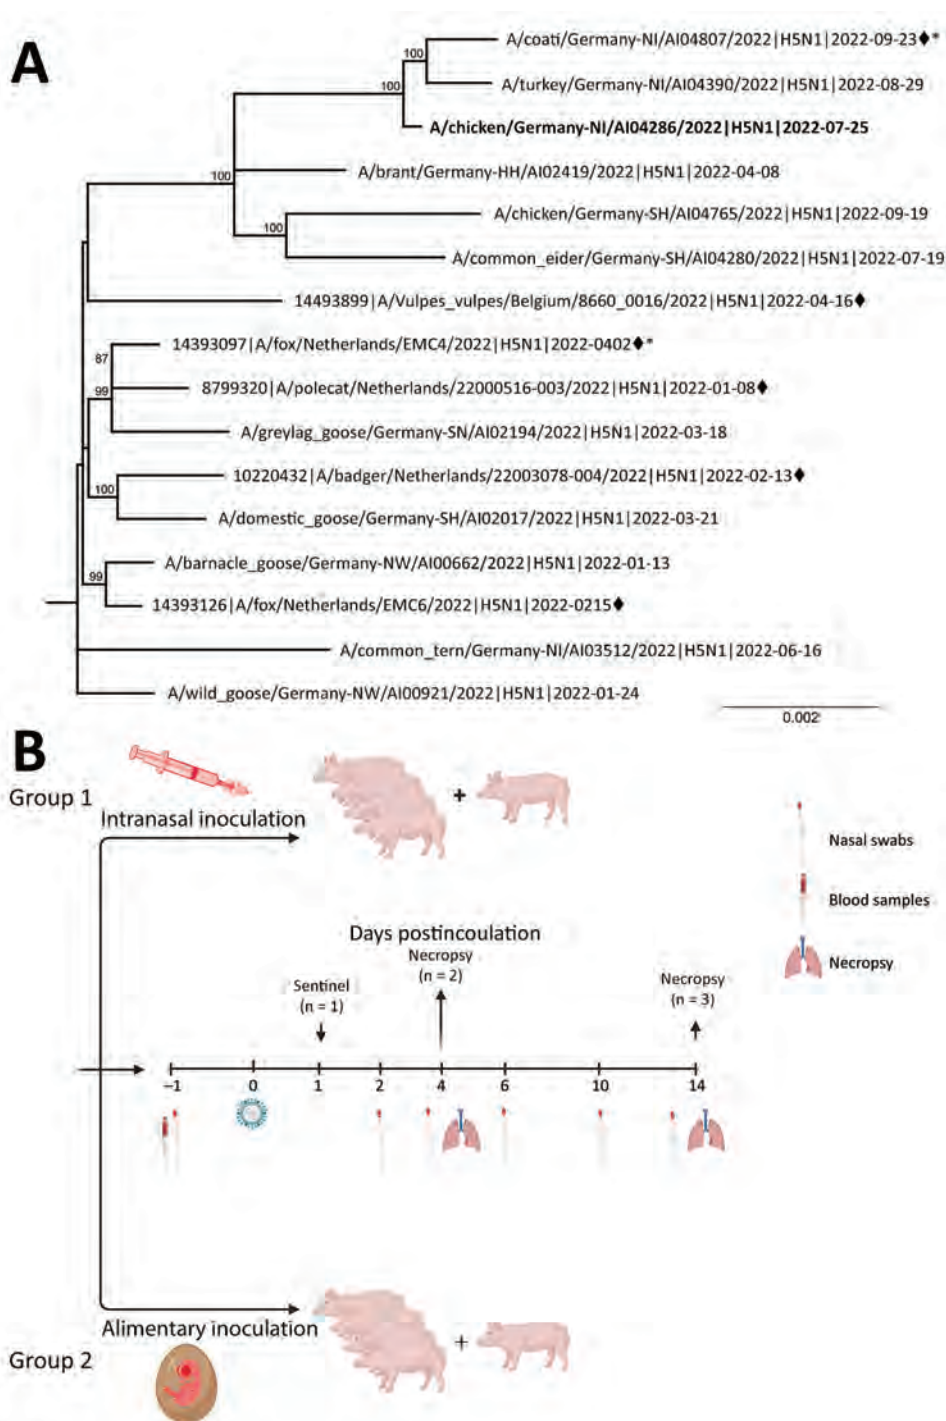 A
A/coati/Germany-NI/AI04807/2022|H5N1|2022-09-23♦*
100
A/turkey/Germany-NI/AI04390/2022|H5N1|2022-08-29
100
A/chicken/Germany-NI/AI04286/2022|H5N1|2022-07-25
A/brant/Germany-HH/AI02419/2022|H5N1|2022-04-08
100
A/chicken/Germany-SH/AI04765/2022|H5N1|2022-09-19
100
A/common_eider/Germany-SH/AI04280/2022|H5N1|2022-07-19
14493899|A/Vulpes_vulpes/Belgium/8660_0016/2022|H5N1|2022-04-16♦
14393097|A/fox/Netherlands/EMC4/2022|H5N1|2022-0402♦*
87
8799320|A/polecat/Netherlands/22000516-003/2022|H5N1|2022-01-08♦
99
A/greylag_goose/Germany-SN/AI02194/2022|H5N1|2022-03-18
10220432|A/badger/Netherlands/22003078-004/2022|H5N1|2022-02-13♦
100
A/domestic_goose/Germany-SH/AI02017/2022|H5N1|2022-03-21
A/barnacle_goose/Germany-NW/AI00662/2022|H5N1|2022-01-13
99
14393126|A/fox/Netherlands/EMC6/2022|H5N1|2022-0215♦
A/common_tern/Germany-NI/AI03512/2022|H5N1|2022-06-16
A/wild_goose/Germany-NW/AI00921/2022|H5N1|2022-01-24
0.002
B
Group 1
+
Intranasal inoculation
Nasal swabs
Blood samples
Necropsy
Days postincoulation
Necropsy
(n = 2)
Sentinel
(n = 1)
Necropsy
(n = 3)
–1 0 1 2 4 6 10 14
Alimentary inoculation
+
Group 2